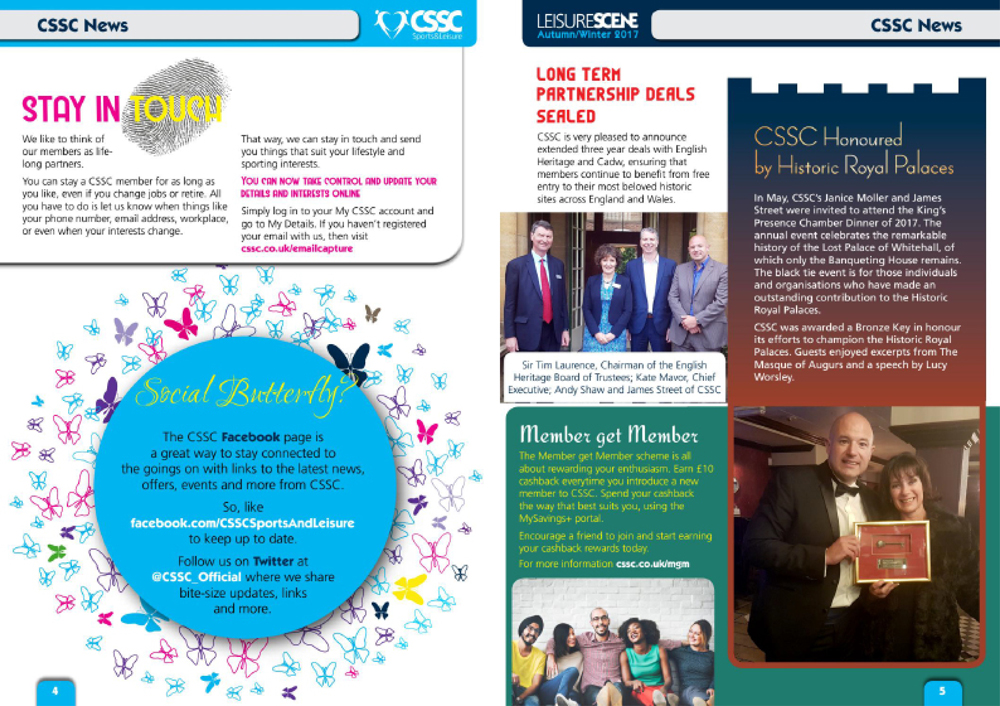 CSSC News
CSSC
Sports&Leisure
STAY IN TOUCH
We like to think of
our members as life-
long partners.
You can stay a CSSC member for as long as
you like, even if you change jobs or retire. All
you have to do is let us know when things like
your phone number, email address, workplace,
or even when your interests change.
That way, we can stay in touch and send
you things that suit your lifestyle and
sporting interests.
YOU CAN NOW TAKE CONTROL AND UPDATE YOUR
DETAILS AND INTERESTS ONLINE
Simply log in to your My CSSC account and
go to My Details. If you haven't registered
your email with us, then visit
cssc.co.uk/emailcapture
Social Butterfly?
The CSSC Facebook page is
a great way to stay connected to
the goings on with links to the latest news,
offers, events and more from CSSC.
So, like
facebook.com/CSSCSportsAndLeisure
to keep up to date.
Follow us on Twitter at
@CSSC_Official where we share
bite-size updates, links
and more.
4
LEISURESCENE
Autumn/Winter 2017
CSSC News
LONG TERM
PARTNERSHIP DEALS
SEALED
CSSC is very pleased to announce
extended three year deals with English
Heritage and Cadw, ensuring that
members continue to benefit from free
entry to their most beloved historic
sites across England and Wales.
Sir Tim Laurence, Chairman of the English
Heritage Board of Trustees; Kate Mavor, Chief
Executive; Andy Shaw and James Street of CSSC
CSSC Honoured
by Historic Royal Palaces
In May, CSSC's Janice Moller and James
Street were invited to attend the King's
Presence Chamber Dinner of 2017. The
annual event celebrates the remarkable
history of the Lost Palace of Whitehall, of
which only the Banqueting House remains.
The black tie event is for those individuals
and organisations who have made an
outstanding contribution to the Historic
Royal Palaces.
CSSC was awarded a Bronze Key in honour
its efforts to champion the Historic Royal
Palaces. Guests enjoyed excerpts from The
Masque of Augurs and a speech by Lucy
Worsley.
Member get Member
The Member get Member scheme is all
about rewarding your enthusiasm. Earn £10
cashback everytime you introduce a new
member to CSSC. Spend your cashback
the way that best suits you, using the
MySavings+ portal.
Encourage a friend to join and start earning
your cashback rewards today.
For more information cssc.co.uk/mgm
5